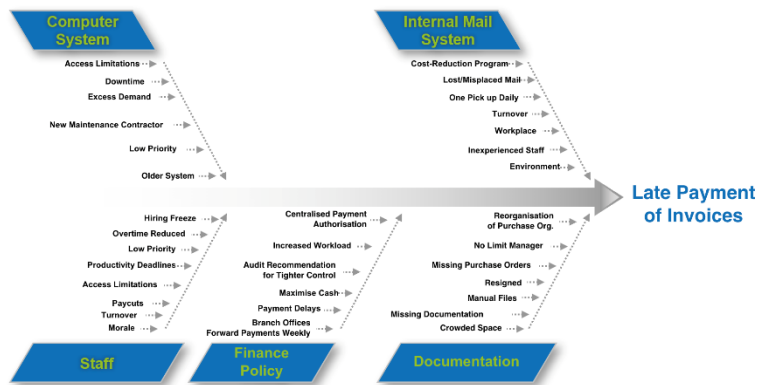 Computer
System
Access Limitations
Downtime
Excess Demand
New Maintenance Contractor
Low Priority
Older System
Internal Mail
System
Cost-Reduction Program
Lost/Misplaced Mail
One Pick up Daily
Turnover
Workplace
Inexperienced Staff
Environment
Late Payment
of Invoices
Hiring Freeze
Overtime Reduced
Low Priority
Productivity Deadlines
Access Limitations
Paycuts
Turnover
Morale
Staff
Centralised Payment
Authorisation
Increased Workload
Audit Recommendation
for Tighter Control
Maximise Cash
Payment Delays
Branch Offices
Forward Payments Weekly
Finance
Policy
Reorganisation
of Purchase Org.
No Limit Manager
Missing Purchase Orders
Resigned
Manual Files
Missing Documentation
Crowded Space
Documentation